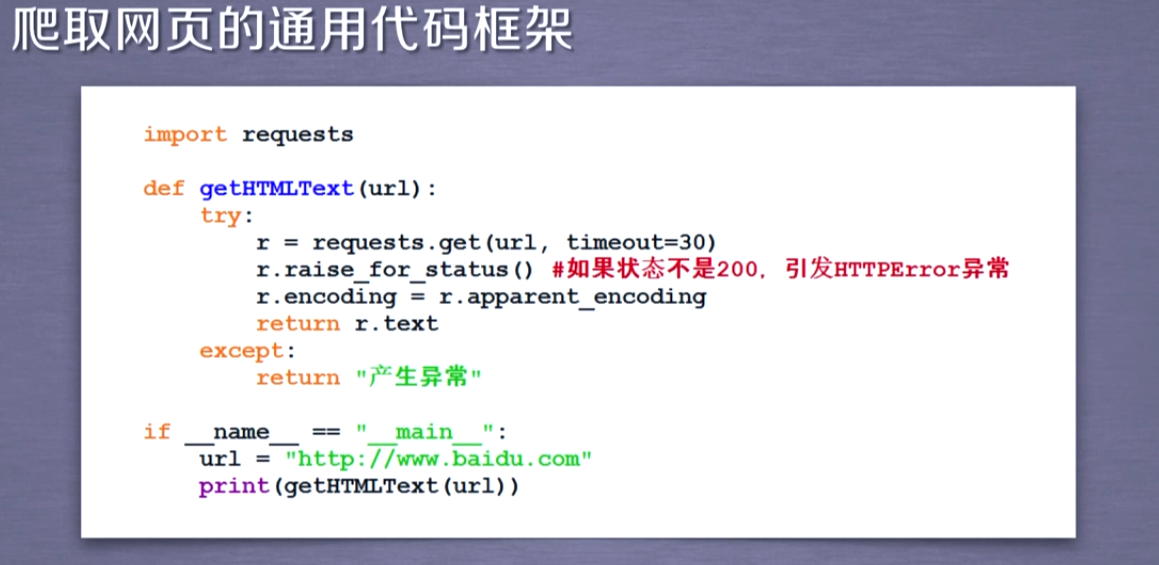 爬取网页的通用代码框架
import requests
def getHTMLText(url):
    try:
        r = requests.get(url, timeout=30)
        r.raise_for_status() #如果状态不是200，引发HTTPError异常
        r.encoding = r.apparent_encoding
        return r.text
    except:
        return "产生异常"
if __name__ == "__main__":
    url = "http://www.baidu.com"
    print(getHTMLText(url))